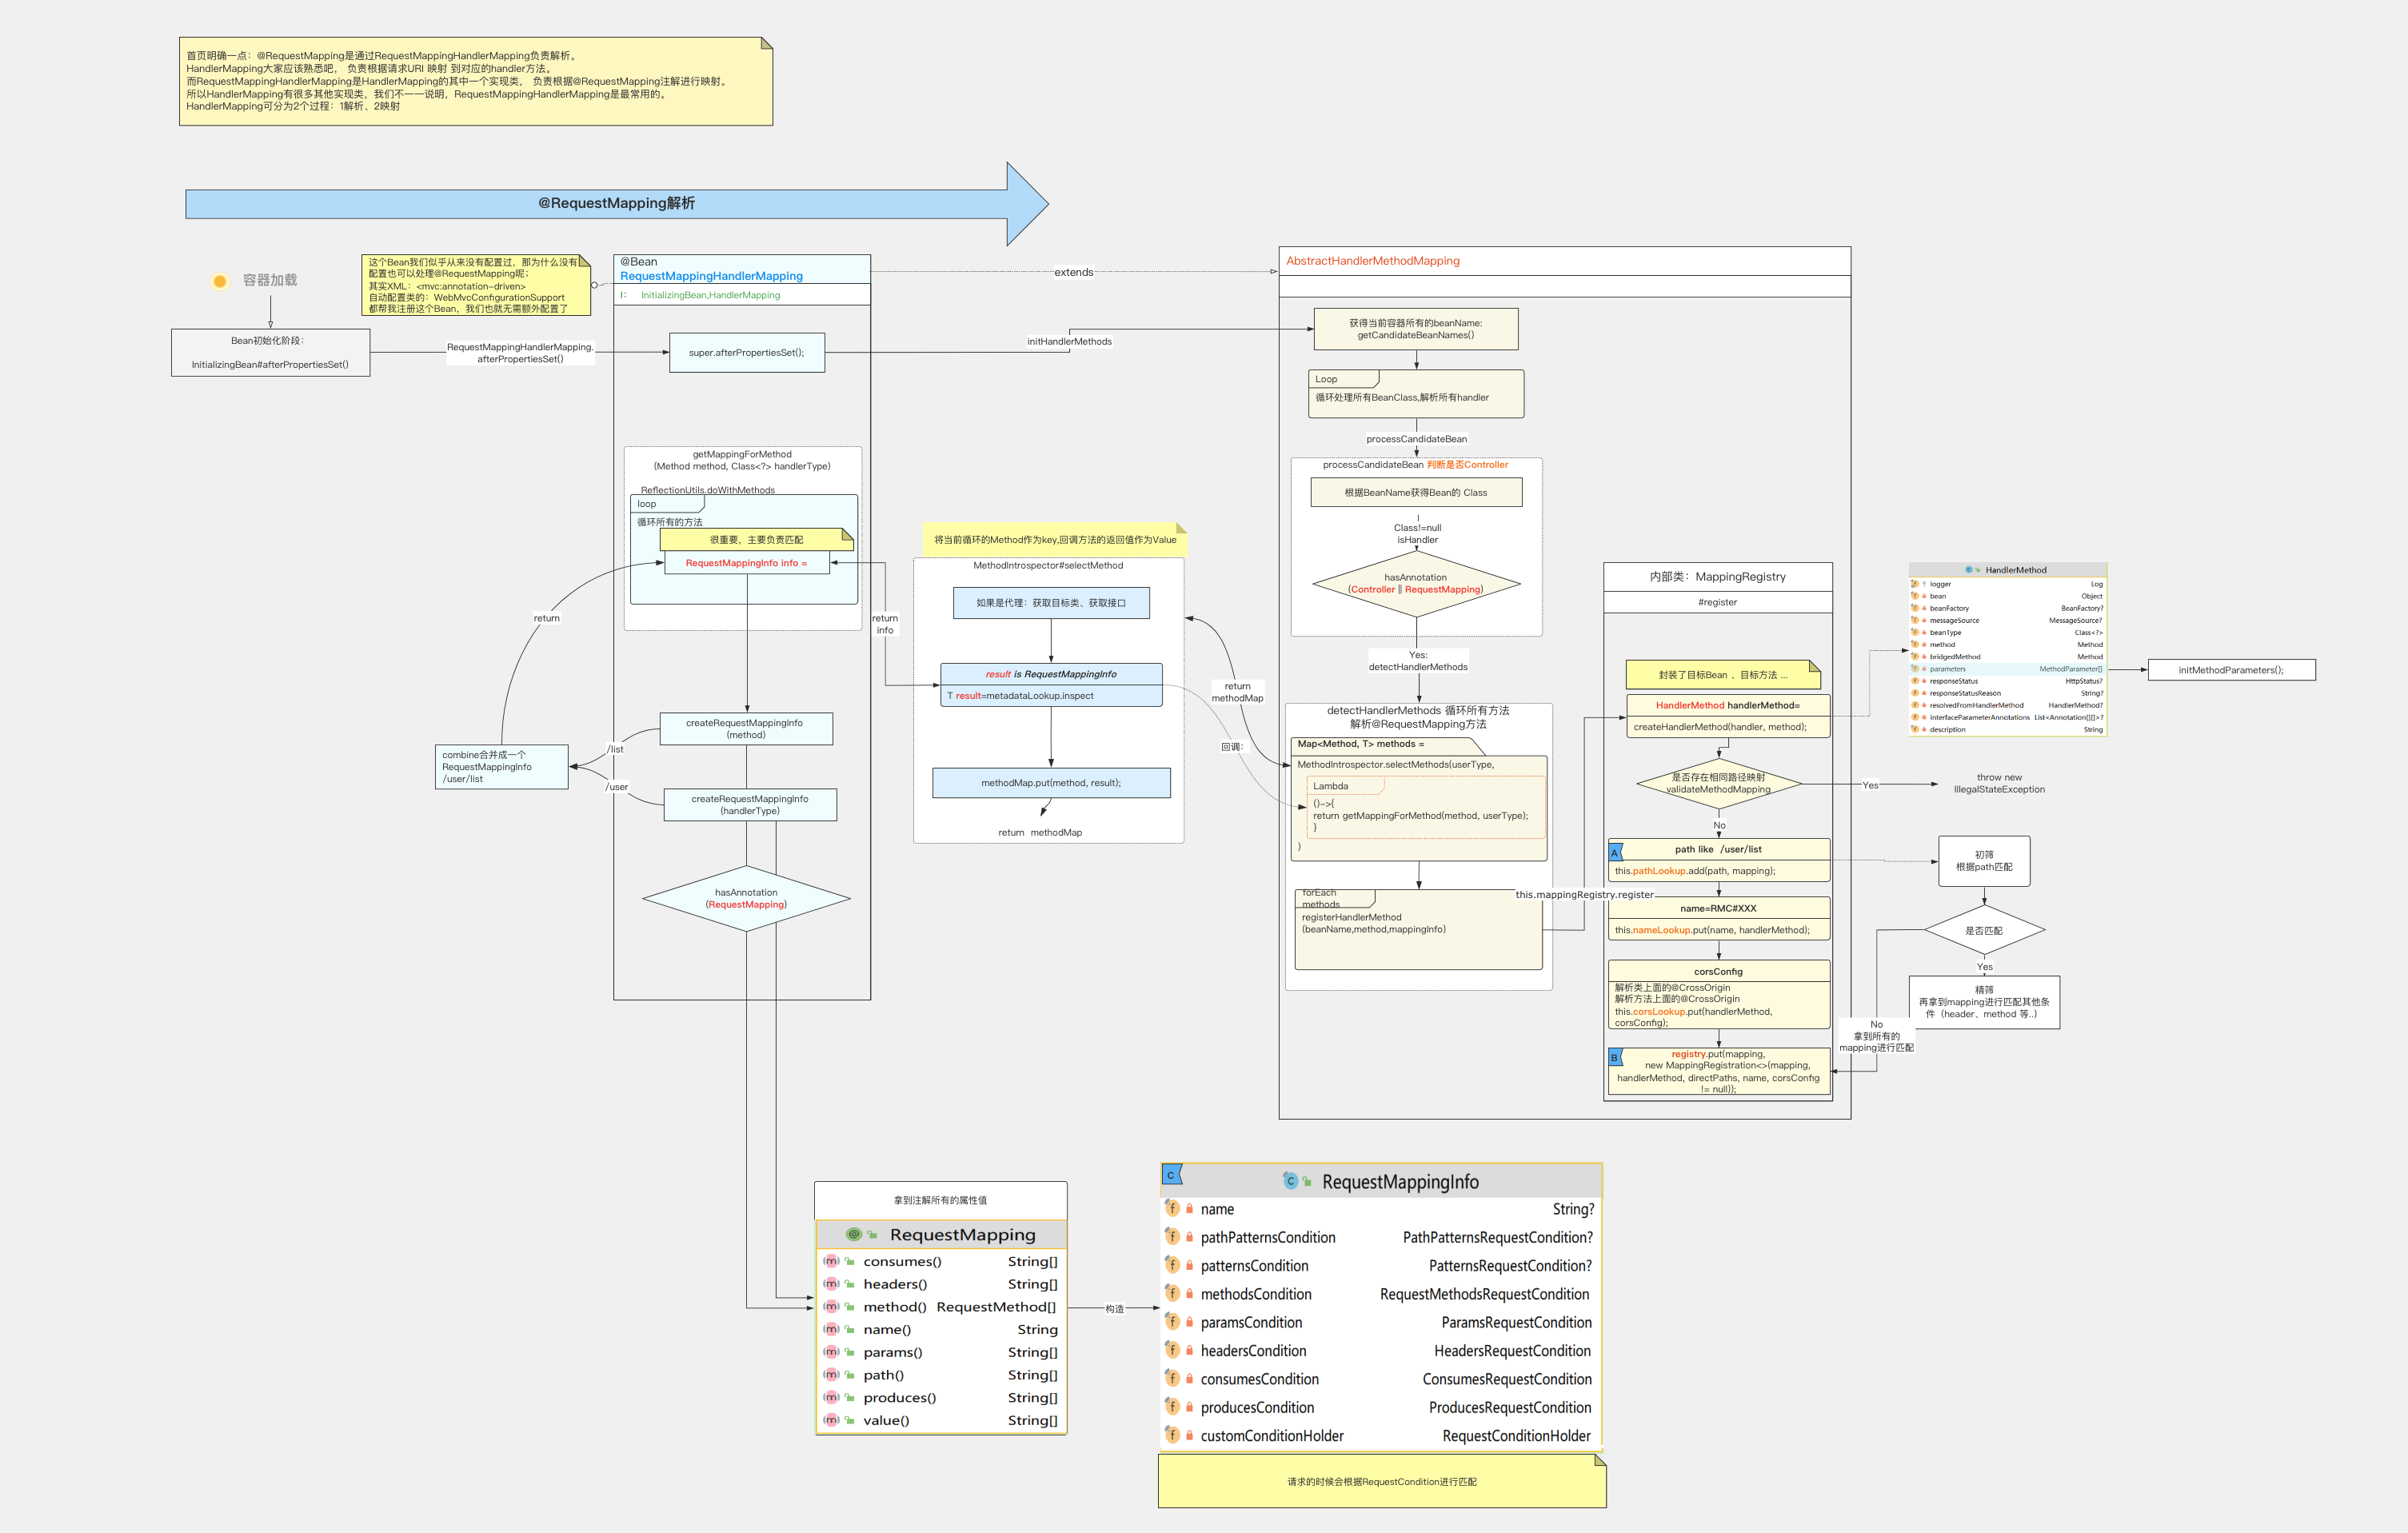 首页明确一点：@RequestMapping是通过RequestMappingHandlerMapping负责解析。
HandlerMapping大家应该熟悉吧， 负责根据请求URI 映射 到对应的handler方法。
而RequestMappingHandlerMapping是HandlerMapping的其中一个实现类， 负责根据@RequestMapping注解进行映射。
所以HandlerMapping有很多其他实现类，我们不一一说明，RequestMappingHandlerMapping是最常用的。
HandlerMapping可分为2个过程：1解析、2映射
@RequestMapping解析
容器加载
Bean初始化阶段：
InitializingBean#afterPropertiesSet()
RequestMappingHandlerMapping.
afterPropertiesSet()
这个Bean我们似乎从来没有配置过，那为什么没有
配置也可以处理@RequestMapping呢；
其实XML：<mvc:annotation-driven>
自动配置类的：WebMvcConfigurationSupport
都帮我注册这个Bean，我们也就无需额外配置了
@Bean
RequestMappingHandlerMapping
I： InitializingBean,HandlerMapping
super.afterPropertiesSet();
extends
initHandlerMethods
getMappingForMethod
(Method method, Class<?> handlerType)
ReflectionUtils.doWithMethods
loop
循环所有的方法
很重要，主要负责匹配
RequestMappingInfo info =
return
return
info
createRequestMappingInfo
(method)
/list
combine合并成一个
RequestMappingInfo
/user/list
/user
createRequestMappingInfo
(handlerType)
hasAnnotation
(RequestMapping)
将当前循环的Method作为key,回调方法的返回值作为Value
MethodIntrospector#selectMethod
如果是代理：获取目标类、获取接口
result is RequestMappingInfo
T result=metadataLookup.inspect
methodMap.put(method, result);
return methodMap
return
methodMap
回调：
AbstractHandlerMethodMapping
获得当前容器所有的beanName:
getCandidateBeanNames()
Loop
循环处理所有BeanClass,解析所有handler
processCandidateBean
processCandidateBean 判断是否Controller
根据BeanName获得Bean的 Class
Class!=null
isHandler
hasAnnotation
(Controller || RequestMapping)
Yes:
detectHandlerMethods
detectHandlerMethods 循环所有方法
解析@RequestMapping方法
Map<Method, T> methods =
MethodIntrospector.selectMethods(userType,
Lambda
()->{
return getMappingForMethod(method, userType);
}
)
forEach
methods
registerHandlerMethod
(beanName,method,mappingInfo)
this.mappingRegistry.register
内部类：MappingRegistry
#register
封装了目标Bean 、目标方法 ...
HandlerMethod handlerMethod=
createHandlerMethod(handler, method);
是否存在相同路径映射
validateMethodMapping
Yes
throw new
IllegalStateException
No
A
path like /user/list
this.pathLookup.add(path, mapping);
name=RMC#XXX
this.nameLookup.put(name, handlerMethod);
corsConfig
解析类上面的@CrossOrigin
解析方法上面的@CrossOrigin
this.corsLookup.put(handlerMethod,
corsConfig);
B
registry.put(mapping,
new MappingRegistration<>(mapping,
handlerMethod, directPaths, name, corsConfig
!= null));
HandlerMethod
logger Log
bean Object
beanFactory BeanFactory?
messageSource MessageSource?
beanType Class<?>
method Method
bridgedMethod Method
parameters MethodParameter[]
responseStatus HttpStatus?
responseStatusReason String?
resolvedFromHandlerMethod HandlerMethod?
interfaceParameterAnnotations List<Annotation[][]>?
description String
initMethodParameters();
初筛
根据path匹配
是否匹配
Yes
精筛
再拿到mapping进行匹配其他条
件（header、method 等..）
No
拿到所有的
mapping进行匹配
拿到注解所有的属性值
RequestMapping
consumes() String[]
headers() String[]
method() RequestMethod[]
name() String
params() String[]
path() String[]
produces() String[]
value() String[]
构造
C
RequestMappingInfo
name String?
pathPatternsCondition PathPatternsRequestCondition?
patternsCondition PatternsRequestCondition?
methodsCondition RequestMethodsRequestCondition
paramsCondition ParamsRequestCondition
headersCondition HeadersRequestCondition
consumesCondition ConsumesRequestCondition
producesCondition ProducesRequestCondition
customConditionHolder RequestConditionHolder
请求的时候会根据RequestCondition进行匹配